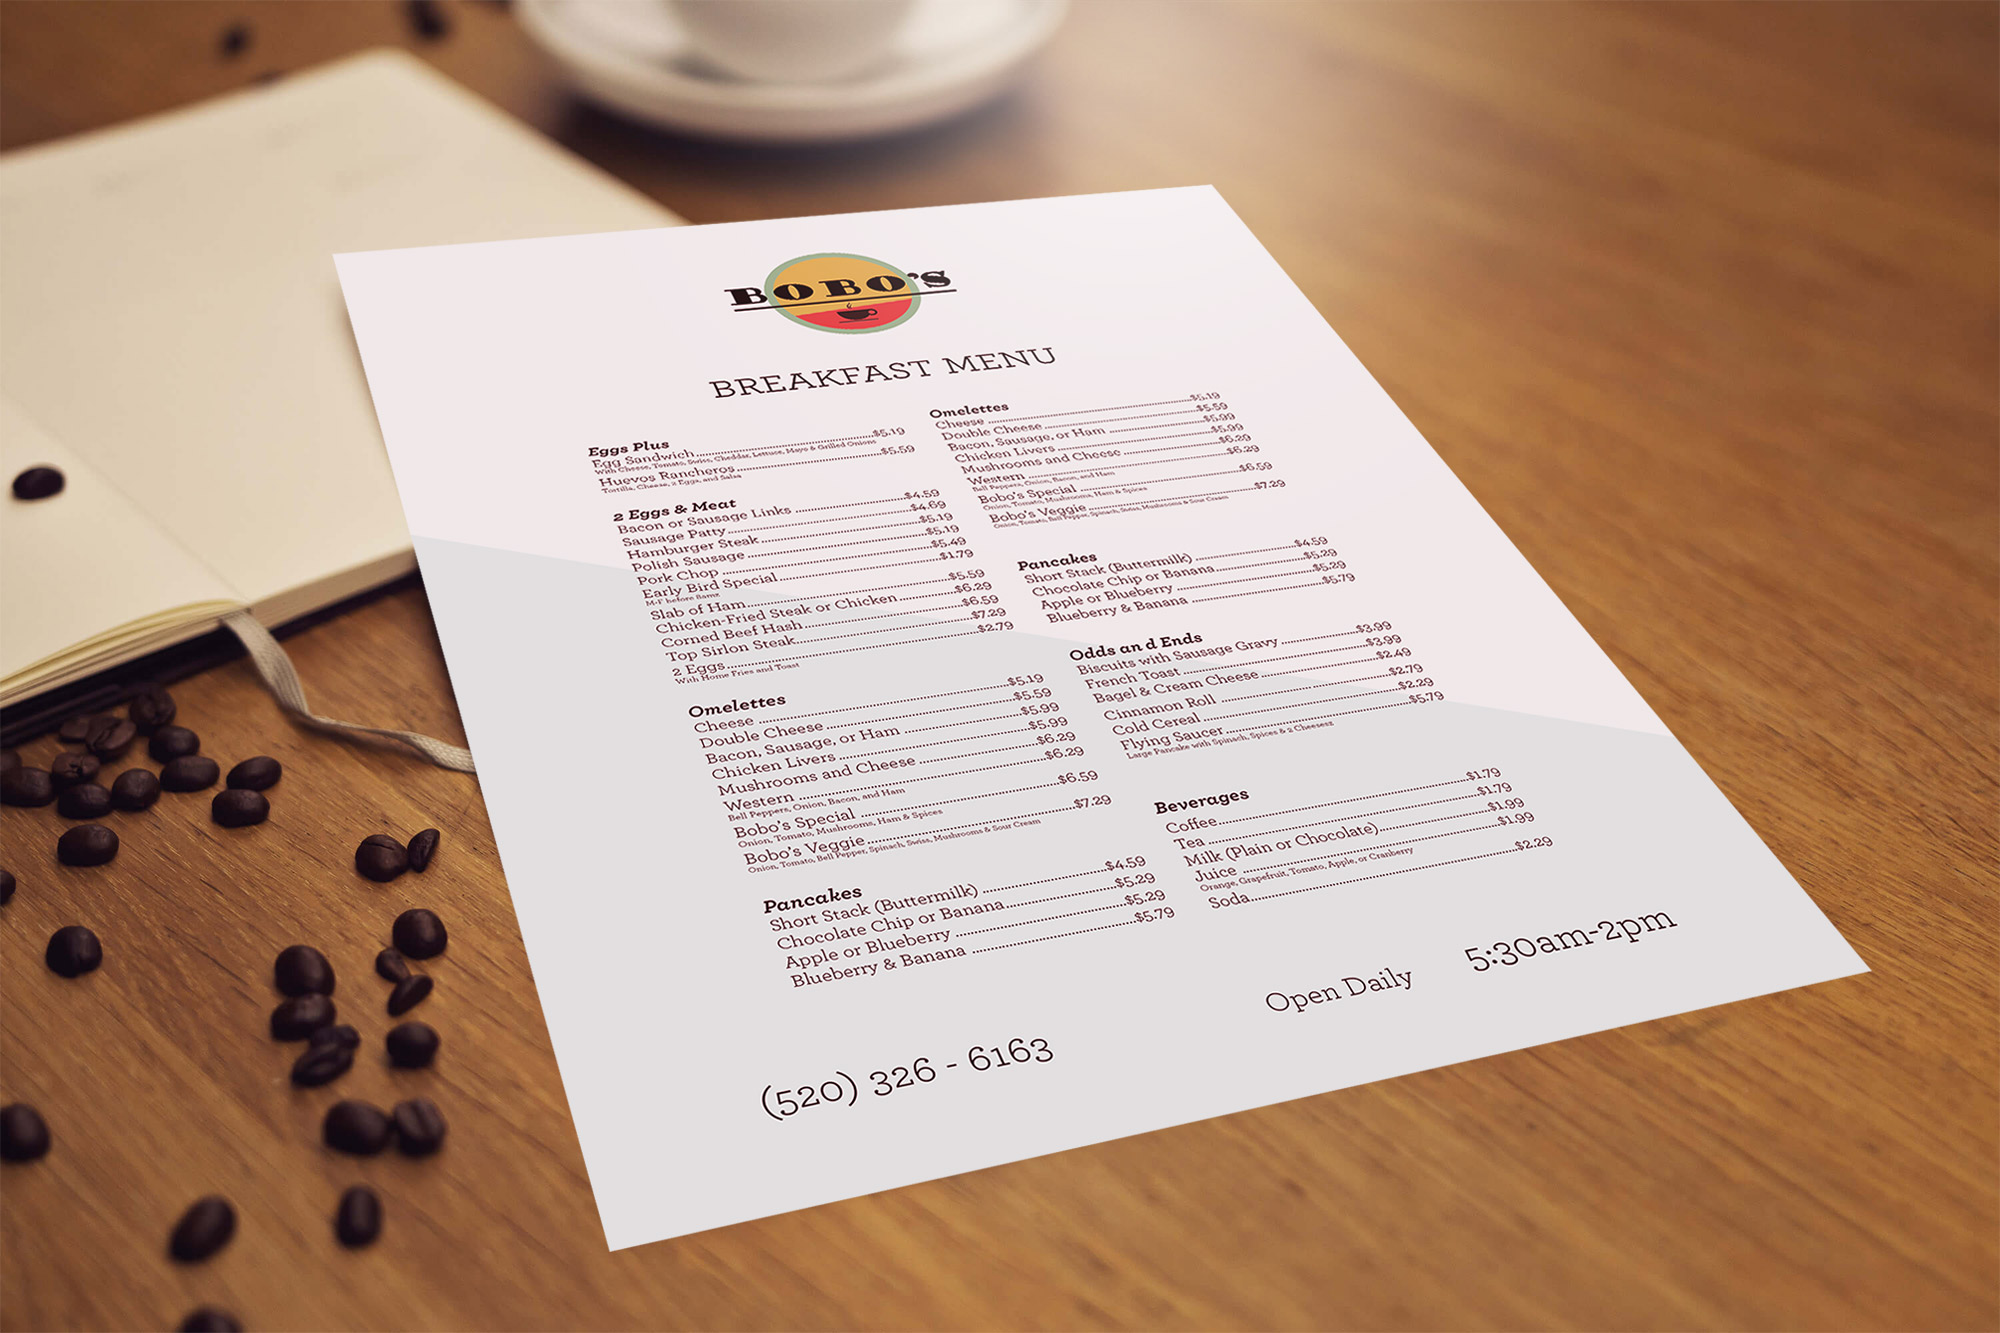 BOBO'S
BREAKFAST MENU
Eggs Plus
Egg Sandwich........$5.19
With Cheese, Tomato, Swiss, Cheddar, Lettuce, Mayo & Grilled Onions
Huevos Rancheros........$5.59
Tortilla, Cheese, 2 Eggs, and Salsa
2 Eggs & Meat
Bacon or Sausage Links ........$4.59
Sausage Patty........$4.69
Hamburger Steak........$5.19
Polish Sausage ........$5.19
Pork Chop ........$5.49
Early Bird Special........$1.79
M-F before 8amz
Slab of Ham........$5.59
Chicken-Fried Steak or Chicken ........$6.29
Corned Beef Hash........$6.59
Top Sirlon Steak........$7.29
2 Eggs........$2.79
With Home Fries and Toast
Omelettes
Cheese ........$5.19
Double Cheese ........$5.59
Bacon, Sausage, or Ham ........$5.99
Chicken Livers ........$5.99
Mushrooms and Cheese ........$6.29
Western ........$6.29
Bell Peppers, Onion, Bacon, and Ham
Bobo's Special ........$6.59
Onion, Tomato, Mushrooms, Ham & Spices
Bobo's Veggie........$7.29
Onion, Tomato, Bell Pepper, Spinach, Swiss, Mushrooms & Sour Cream
Pancakes
Short Stack (Buttermilk) ........$4.59
Chocolate Chip or Banana........$5.29
Apple or Blueberry ........$5.29
Blueberry & Banana ........$5.79
Omelettes
Cheese ........$5.19
Double Cheese ........$5.59
Bacon, Sausage, or Ham ........$5.99
Chicken Livers ........$5.99
Mushrooms and Cheese ........$6.29
Western ........$6.29
Bell Peppers, Onion, Bacon, and Ham
Bobo's Special ........$6.59
Onion, Tomato, Mushrooms, Ham & Spices
Bobo's Veggie........$7.29
Onion, Tomato, Bell Pepper, Spinach, Swiss, Mushrooms & Sour Cream
Pancakes
Short Stack (Buttermilk) ........$4.59
Chocolate Chip or Banana........$5.29
Apple or Blueberry ........$5.29
Blueberry & Banana ........$5.79
Odds an d Ends
Biscuits with Sausage Gravy ........$3.99
French Toast ........$3.99
Bagel & Cream Cheese ........$2.49
Cinnamon Roll ........$2.79
Cold Cereal ........$2.29
Flying Saucer ........$5.79
Large Pancake with Spinach, Spices & 2 Cheesesz
Beverages
Coffee........$1.79
Tea ........$1.79
Milk (Plain or Chocolate)........$1.99
Juice ........$1.99
Orange, Grapefruit, Tomato, Apple, or Cranberry
Soda........$2.29
Open Daily 5:30am-2pm
(520) 326 - 6163